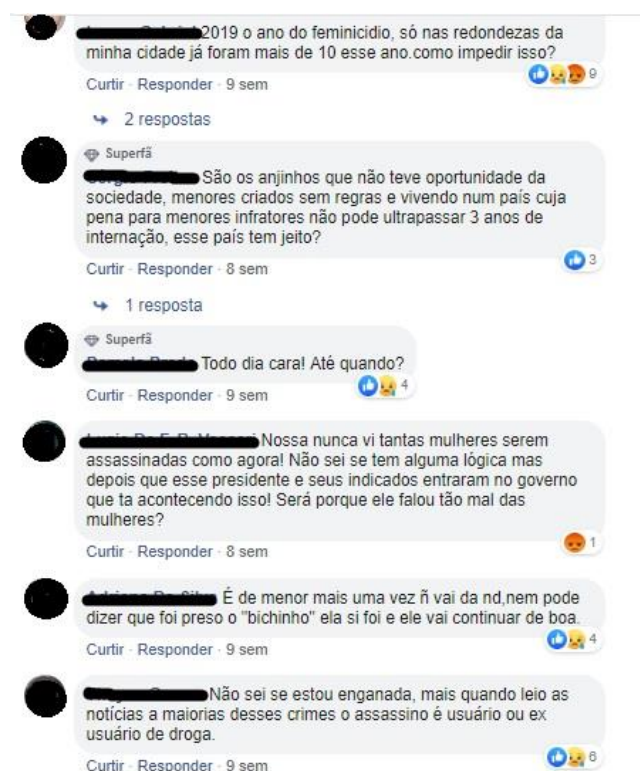 2019 o ano do feminicidio, só nas redondezas da
minha cidade já foram mais de 10 esse ano.como impedir isso?
9
Curtir · Responder · 9 sem
2 respostas
Superfã
São os anjinhos que não teve oportunidade da
sociedade, menores criados sem regras e vivendo num país cuja
pena para menores infratores não pode ultrapassar 3 anos de
internação, esse país tem jeito?
3
Curtir · Responder · 8 sem
1 resposta
Superfã
Todo dia cara! Até quando?
4
Curtir · Responder · 9 sem
Nossa nunca vi tantas mulheres serem
assassinadas como agora! Não sei se tem alguma lógica mas
depois que esse presidente e seus indicados entraram no governo
que ta acontecendo isso! Será porque ele falou tão mal das
mulheres?
1
Curtir · Responder · 8 sem
É de menor mais uma vez ñ vai da nd,nem pode
dizer que foi preso o "bichinho" ela si foi e ele vai continuar de boa.
4
Curtir · Responder · 9 sem
Não sei se estou enganada, mais quando leio as
notícias a maiorias desses crimes o assassino é usuário ou ex
usuário de droga.
6
Curtir · Responder · 9 sem